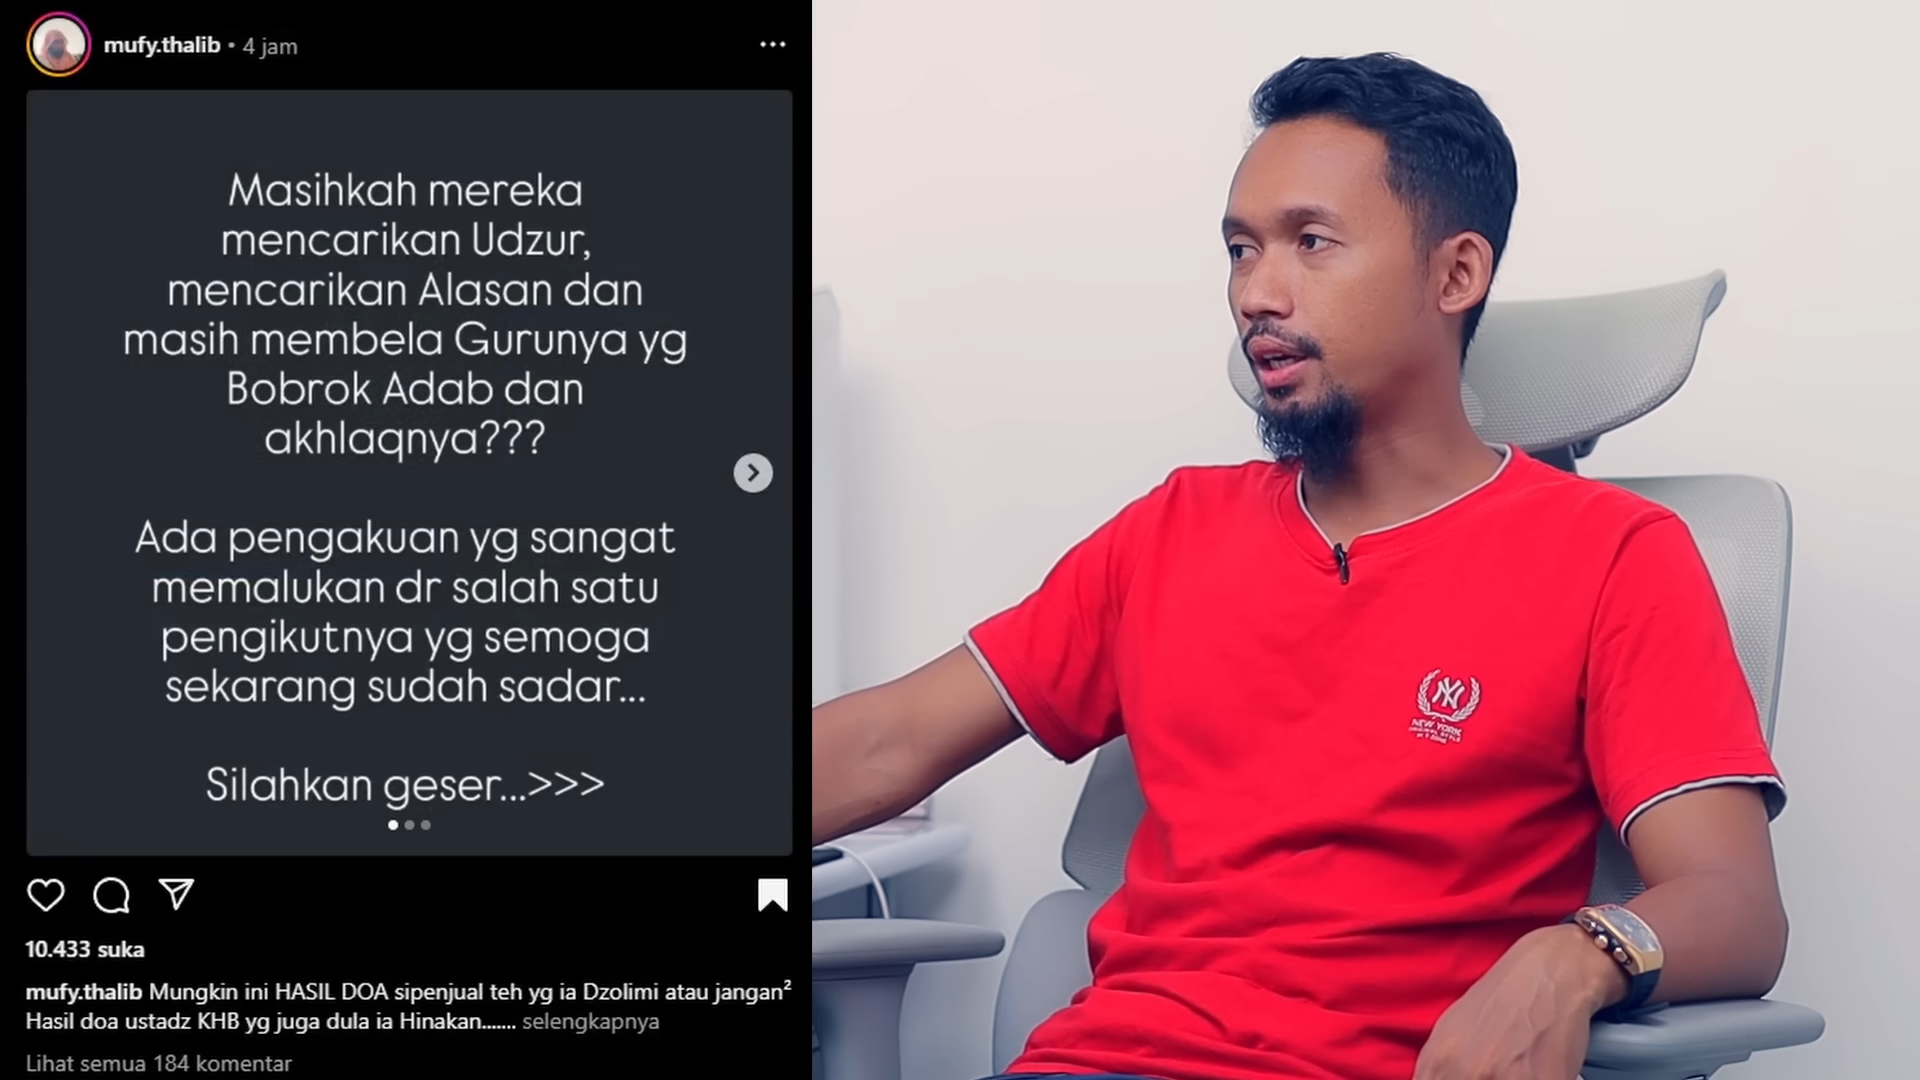 mufy.thalib • 4 jam
Masihkah mereka
mencarikan Udzur,
mencarikan Alasan dan
masih membela Gurunya yg
Bobrok Adab dan
akhlaqnya???
Ada pengakuan yg sangat
memalukan dr salah satu
pengikutnya yg semoga
sekarang sudah sadar...
Silahkan geser...>>>
10.433 suka
mufy.thalib Mungkin ini HASIL DOA sipenjual teh yg ia Dzolimi atau jangan²
Hasil doa ustadz KHB yg juga dula ia Hinakan....... selengkapnya
Lihat semua 184 komentar
NY
NEW YORK